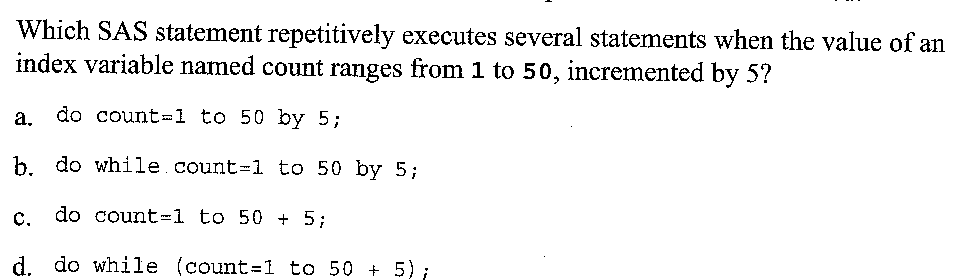 Which SAS statement repetitively executes several statements when the value of an
index variable named count ranges from 1 to 50, incremented by 5?
a. do count=1 to 50 by 5;
b. do while count=1 to 50 by 5;
c. do count=1 to 50 + 5;
d. do while (count=1 to 50 + 5);